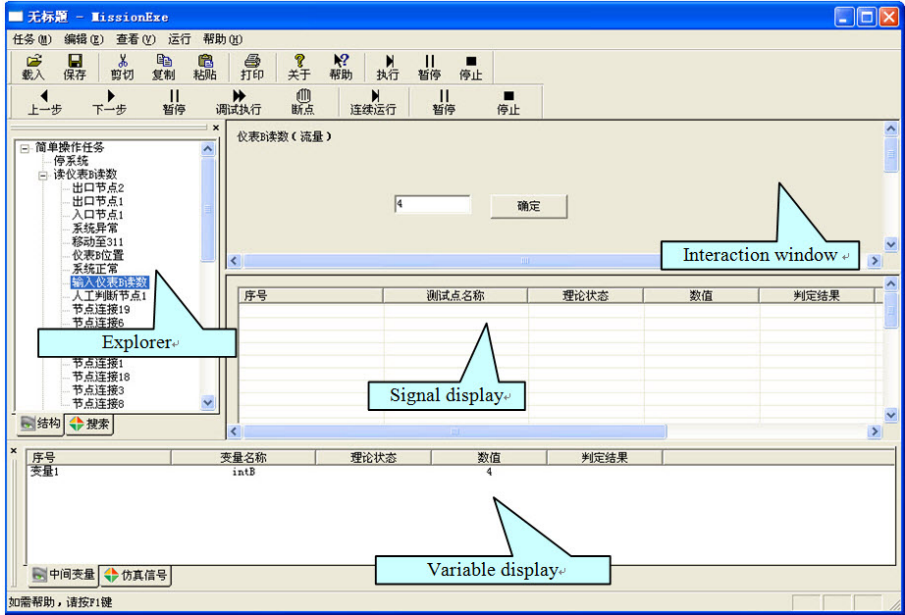 无标题 - MissionExe
任务(M) 编辑(E) 查看(V) 运行 帮助(H)
载入 保存 剪切 复制 粘贴 打印 关于 帮助 执行 暂停 停止
上一步 下一步 暂停 调试执行 断点 连续运行 暂停 停止
简单操作任务
停系统
读仪表B读数
出口节点2
出口节点1
入口节点1
系统异常
移动至311
仪表B位置
系统正常
输入仪表B读数
人工判断节点1
节点连接19
节点连接6
Explorer
节点连接1
节点连接18
节点连接3
节点连接8
结构 搜索
仪表B读数(流量)
4 确定
Interaction window
序号 测试点名称 理论状态 数值 判定结果
Signal display
序号 变量名称 理论状态 数值 判定结果
变量1 intB 4
Variable display
中间变量 仿真信号
如需帮助,请按F1键